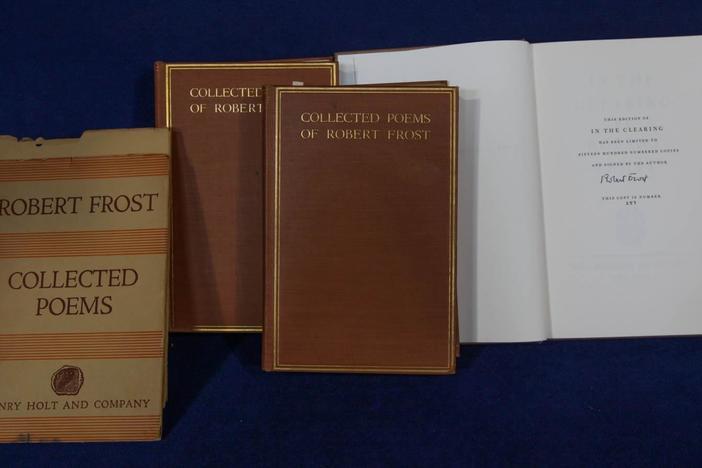 ROBERT FROST
COLLECTED
POEMS
NRY HOLT AND COMPANY
COLLECTED
OF ROBERT
COLLECTED POEMS
OF ROBERT FROST
THIS EDITION OF
IN THE CLEARING
HAS BEEN LIMITED TO
FIFTEEN HUNDRED NUMBERED COPIES
AND SIGNED BY THE AUTHOR
Robert Frost
THIS COPY IS NUMBER